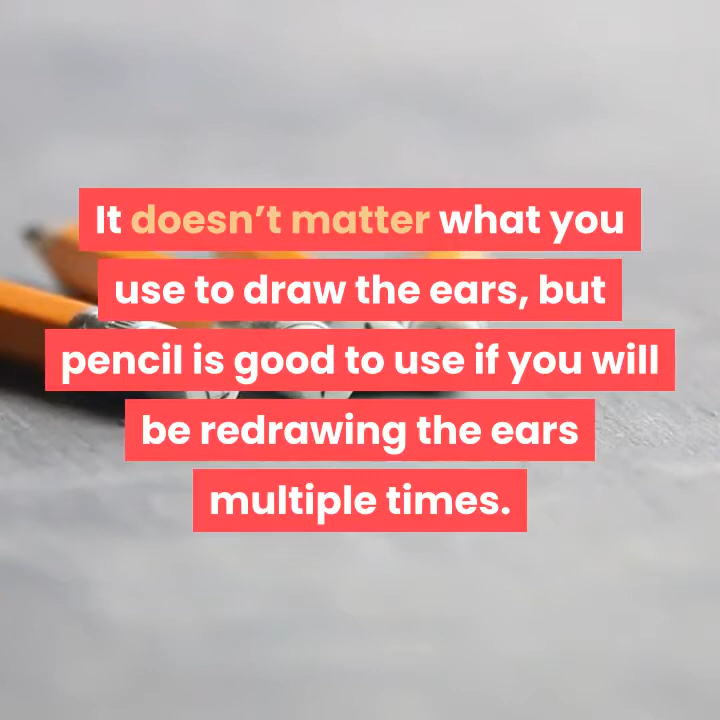 It doesn’t matter what you
use to draw the ears, but
pencil is good to use if you will
be redrawing the ears
multiple times.